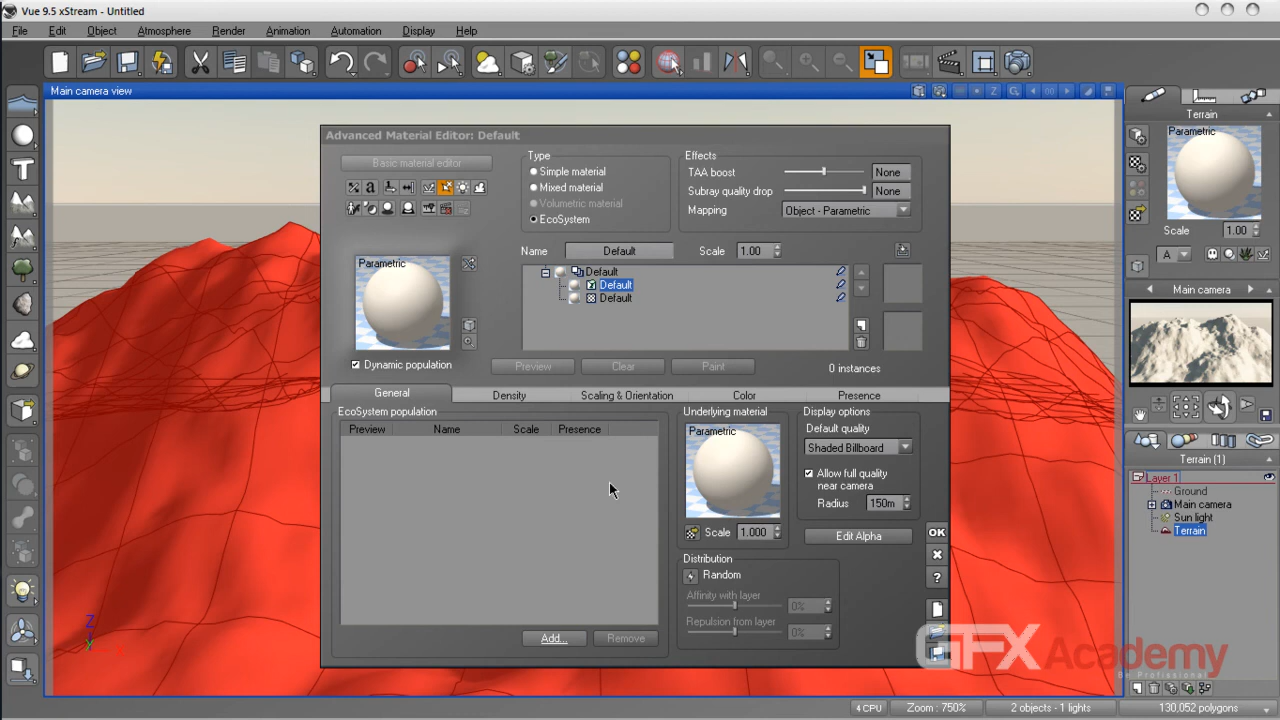 Vue 9.5 xStream - Untitled
File Edit Object Atmosphere Render Animation Automation Display Help
Main camera view
Advanced Material Editor: Default
Basic material editor
Type
Simple material
Mixed material
Volumetric material
EcoSystem
Effects
TAA boost None
Subray quality drop None
Mapping Object - Parametric
Name Default Scale 1.00
Parametric
Default
Default
Default
Dynamic population
Preview Clear Paint 0 instances
General Density Scaling & Orientation Color Presence
EcoSystem population
Preview Name Scale Presence
Add... Remove
Underlying material
Parametric
Scale 1.000
Display options
Default quality
Shaded Billboard
Allow full quality
near camera
Radius 150m
Edit Alpha
Distribution
Random
Affinity with layer 0%
Repulsion from layer 0%
OK
?
Terrain
Parametric
Scale 1.00
A
Main camera
Terrain (1)
Layer 1
Ground
Main camera
Sun light
Terrain
Z
GFXAcademy
Be Professional
4 CPU Zoom : 750% 2 objects - 1 lights 130,052 polygons